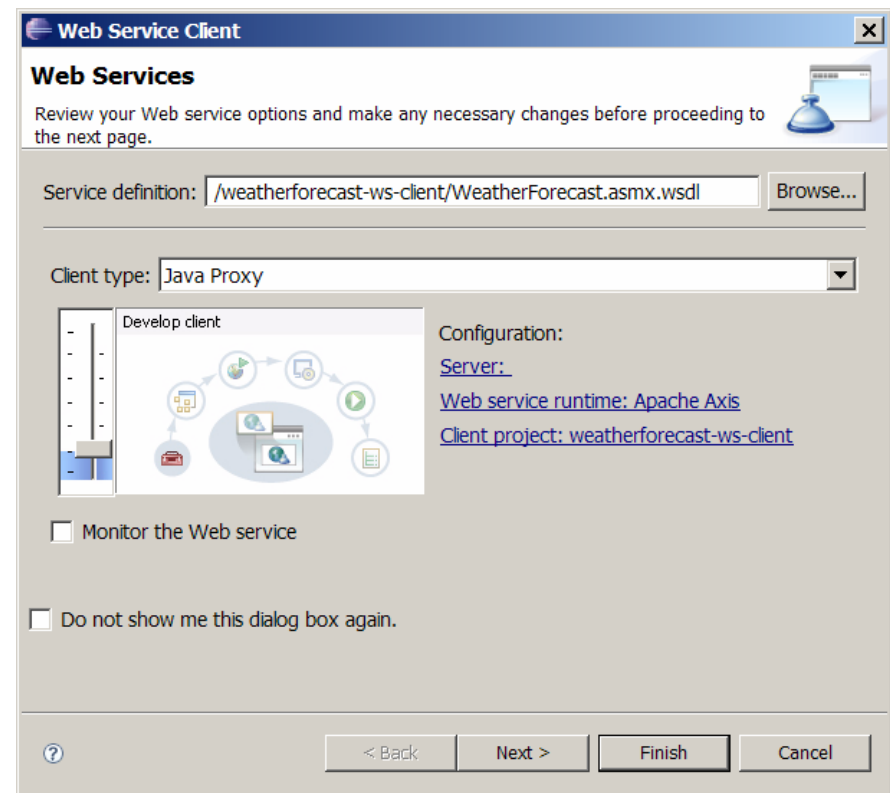 Web Service Client
Web Services
Review your Web service options and make any necessary changes before proceeding to
the next page.
Service definition: /weatherforecast-ws-client/WeatherForecast.asmx.wsdl Browse...
Client type: Java Proxy
Develop client
Configuration:
Server:
Web service runtime: Apache Axis
Client project: weatherforecast-ws-client
Monitor the Web service
Do not show me this dialog box again.
? < Back Next > Finish Cancel